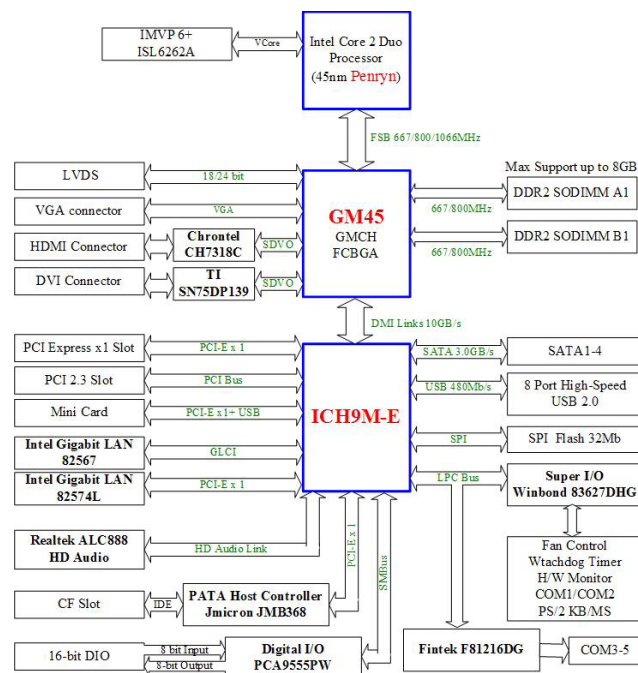 IMVP 6+
ISL6262A
VCore
Intel Core 2 Duo
Processor
(45nm Penryn)
FSB 667/800/1066MHz
LVDS
18/24 bit
VGA connector
VGA
HDMI Connector
Chrontel
CH7318C
SDVO
DVI Connector
TI
SN75DP139
SDVO
GM45
GMCH
FCBGA
Max Support up to 8GB
DDR2 SODIMM A1
667/800MHz
DDR2 SODIMM B1
667/800MHz
DMI Links 10GB/s
PCI Express x1 Slot
PCI-E x 1
PCI 2.3 Slot
PCI Bus
Mini Card
PCI-E x1+ USB
Intel Gigabit LAN
82567
GLCI
Intel Gigabit LAN
82574L
PCI-E x 1
ICH9M-E
SATA 3.0GB/s
SATA1-4
USB 480Mb/s
8 Port High-Speed
USB 2.0
SPI
SPI Flash 32Mb
LPC Bus
Super I/O
Winbond 83627DHG
Realtek ALC888
HD Audio
HD Audio Link
PCI-E x 1
SMBus
Fan Control
Wtachdog Timer
H/W Monitor
COM1/COM2
PS/2 KB/MS
CF Slot
IDE
PATA Host Controller
Jmicron JMB368
16-bit DIO
8 bit Input
8-bit Output
Digital I/O
PCA9555PW
Fintek F81216DG
COM3-5